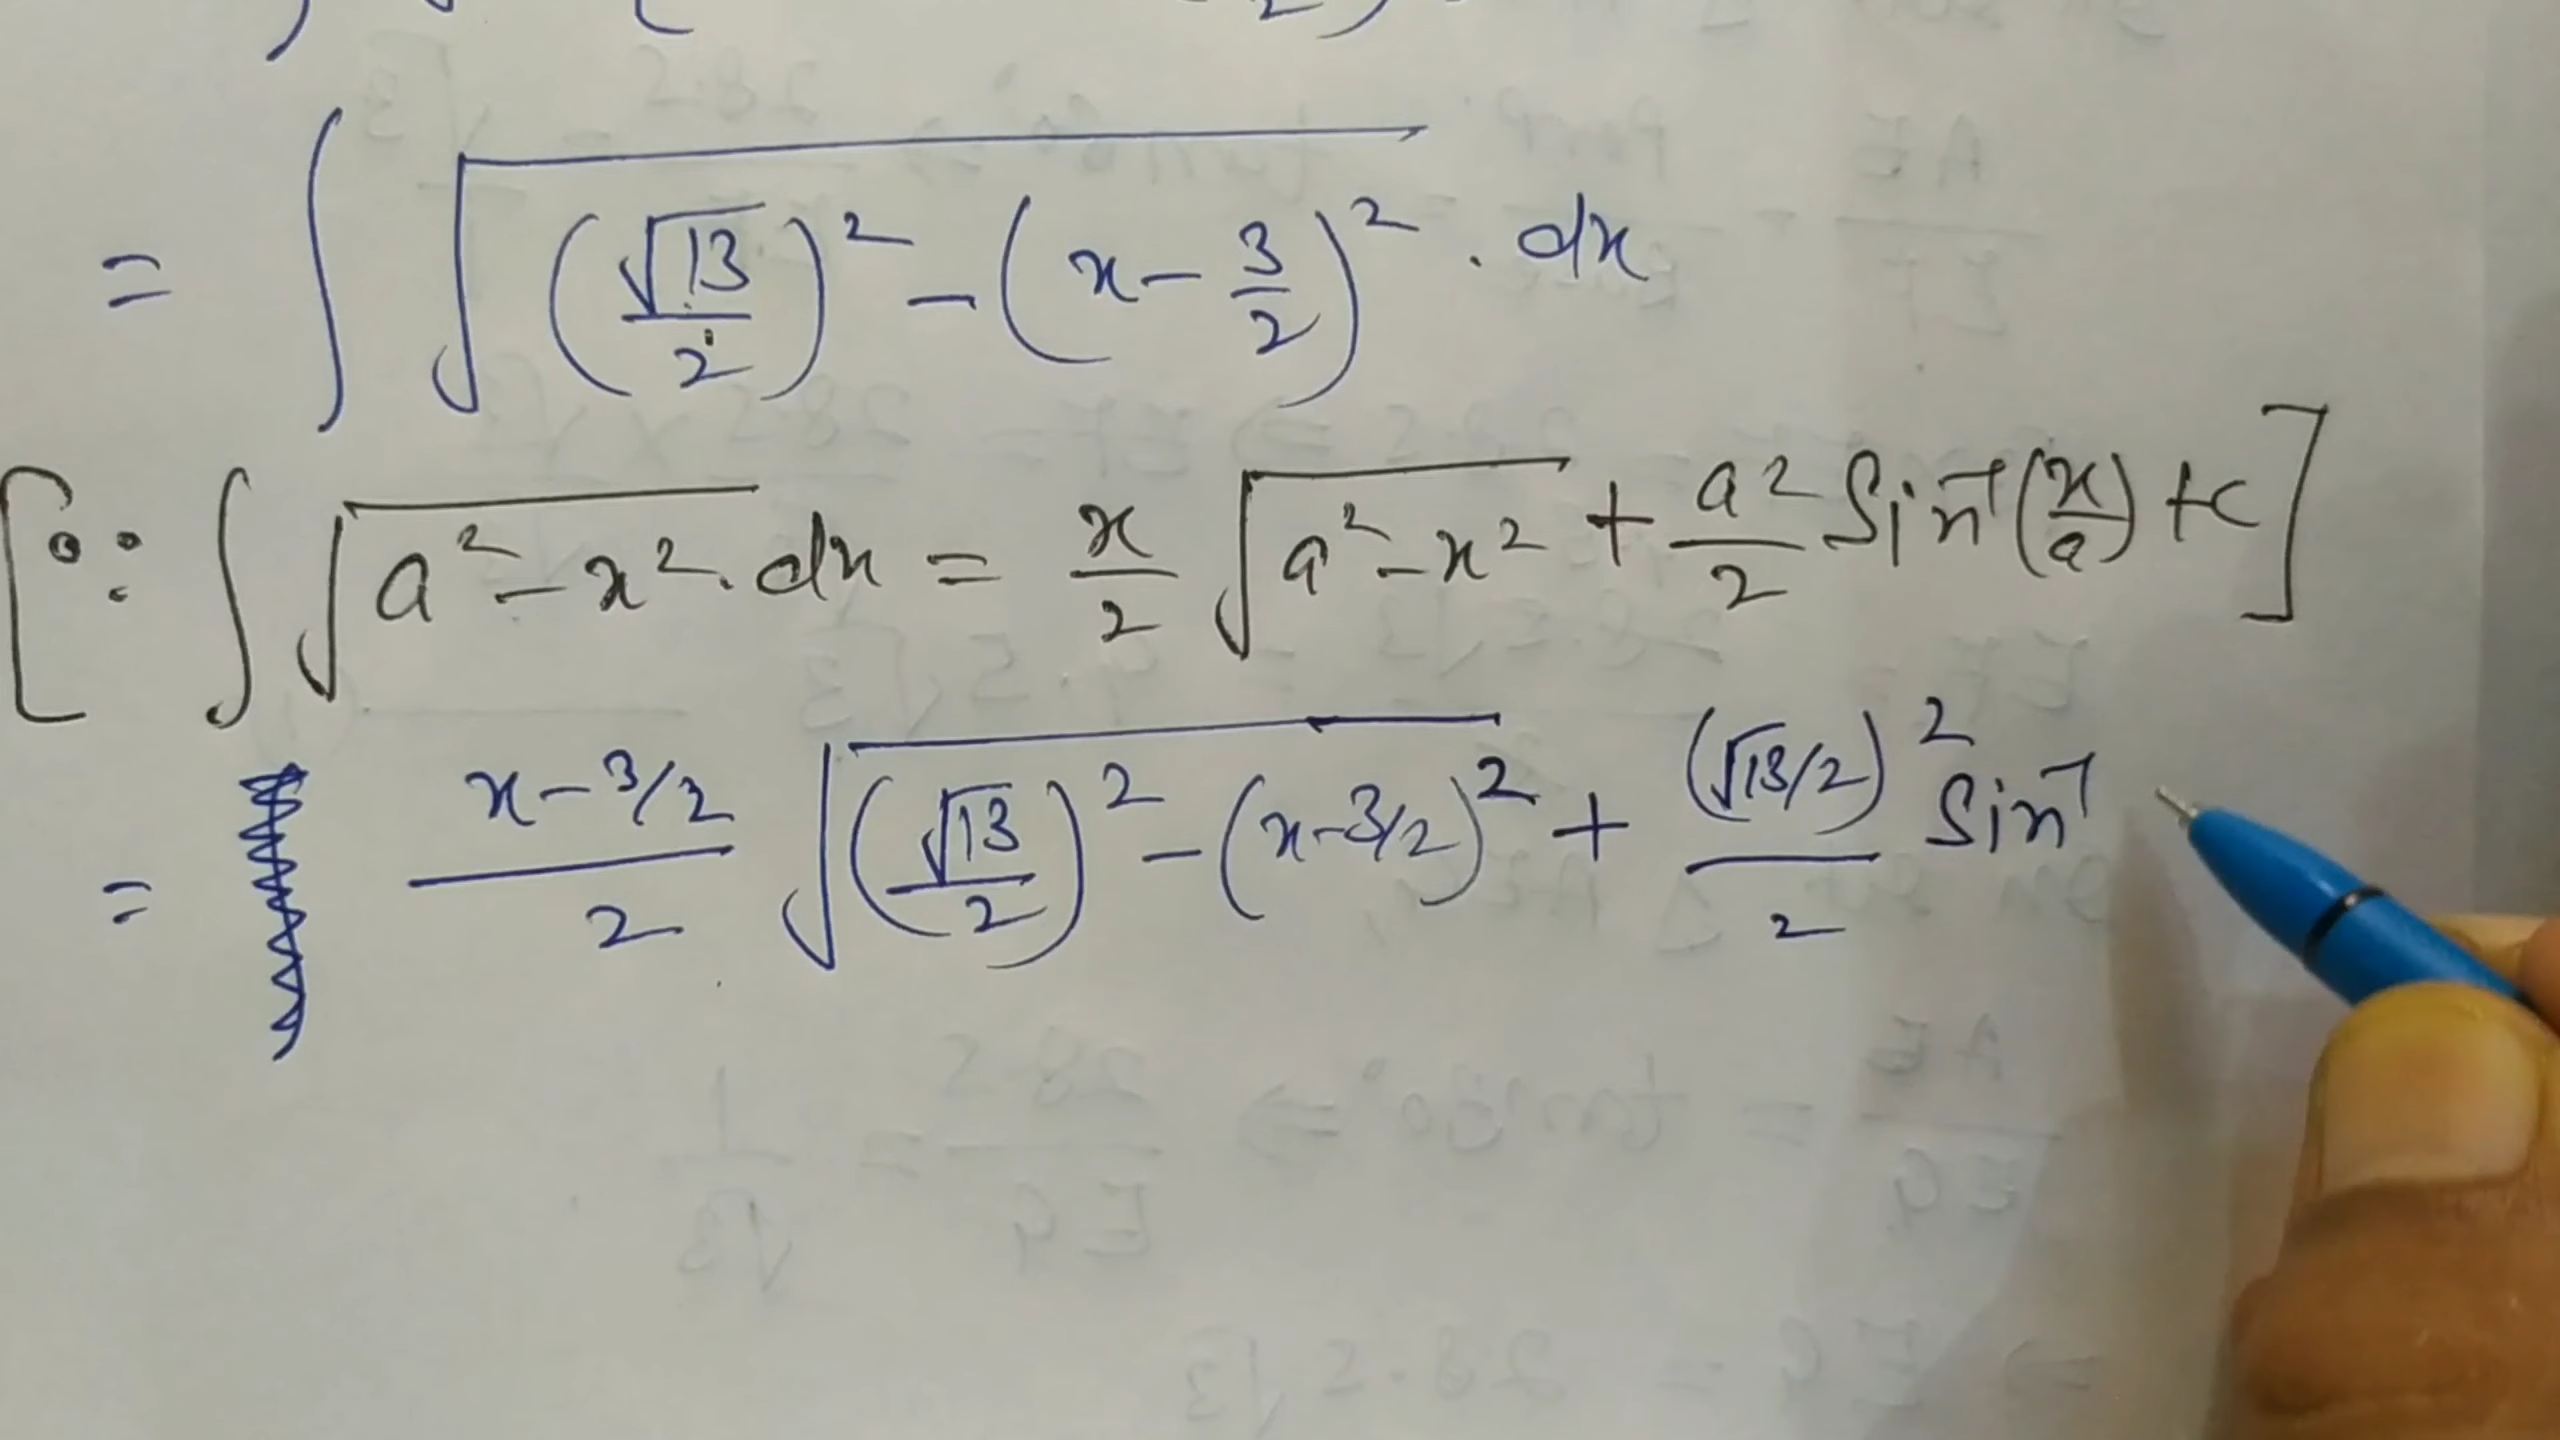 = ∫ √((√13/2)² - (x - 3/2)²) . dx
[∵ ∫ √(a² - x²) . dx = x/2 √(a² - x²) + a²/2 Sin⁻¹(x/a) + c]
= (x - 3/2)/2 √((√13/2)² - (x - 3/2)²) + (√13/2)²/2 Sin⁻¹